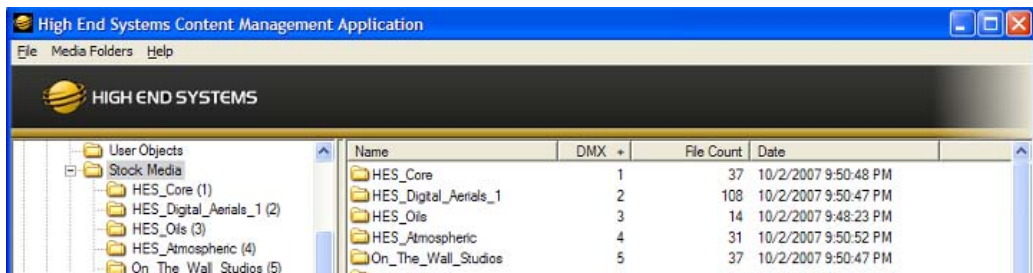 High End Systems Content Management Application
File Media Folders Help
HIGH END SYSTEMS
User Objects
Stock Media
HES_Core (1)
HES_Digital_Aerials_1 (2)
HES_Oils (3)
HES_Atmospheric (4)
On_The_Wall_Studios (5)
Name DMX + File Count Date
HES_Core 1 37 10/2/2007 9:50:48 PM
HES_Digital_Aerials_1 2 108 10/2/2007 9:50:47 PM
HES_Oils 3 14 10/2/2007 9:48:23 PM
HES_Atmospheric 4 31 10/2/2007 9:50:52 PM
On_The_Wall_Studios 5 37 10/2/2007 9:50:47 PM